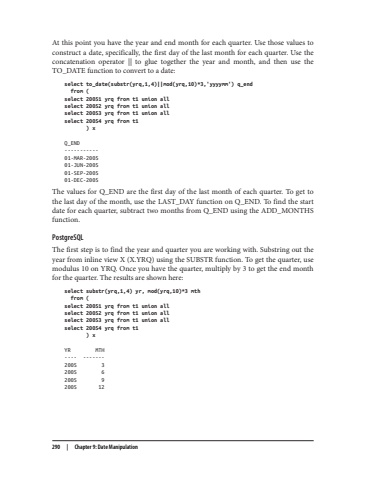 At this point you have the year and end month for each quarter. Use those values to
construct a date, specifically, the first day of the last month for each quarter. Use the
concatenation operator || to glue together the year and month, and then use the
TO_DATE function to convert to a date:
select to_date(substr(yrq,1,4)||mod(yrq,10)*3,'yyyymm') q_end
from (
select 20051 yrq from t1 union all
select 20052 yrq from t1 union all
select 20053 yrq from t1 union all
select 20054 yrq from t1
) x
Q_END
-----------
01-MAR-2005
01-JUN-2005
01-SEP-2005
01-DEC-2005
The values for Q_END are the first day of the last month of each quarter. To get to
the last day of the month, use the LAST_DAY function on Q_END. To find the start
date for each quarter, subtract two months from Q_END using the ADD_MONTHS
function.
PostgreSQL
The first step is to find the year and quarter you are working with. Substring out the
year from inline view X (X.YRQ) using the SUBSTR function. To get the quarter, use
modulus 10 on YRQ. Once you have the quarter, multiply by 3 to get the end month
for the quarter. The results are shown here:
select substr(yrq,1,4) yr, mod(yrq,10)*3 mth
from (
select 20051 yrq from t1 union all
select 20052 yrq from t1 union all
select 20053 yrq from t1 union all
select 20054 yrq from t1
) x
YR MTH
---- -------
2005 3
2005 6
2005 9
2005 12
290 | Chapter 9: Date Manipulation